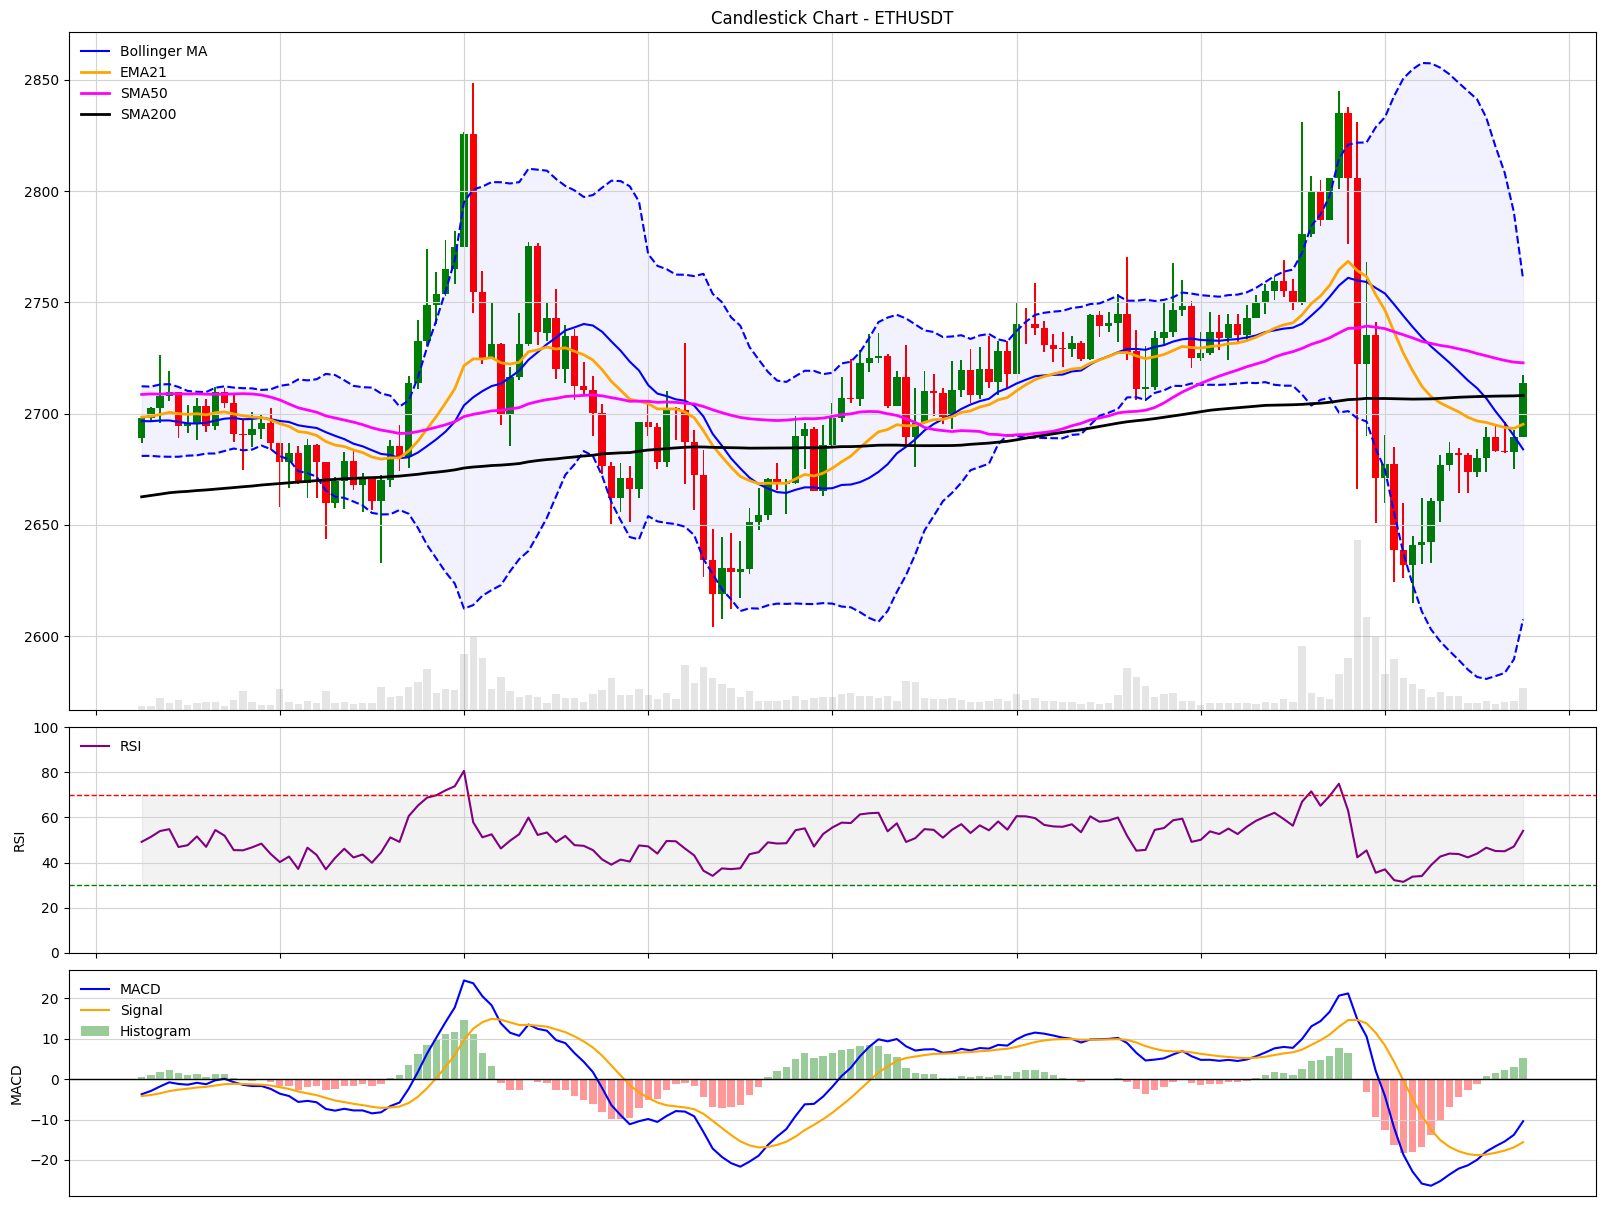 Candlestick Chart - ETHUSDT
Bollinger MA
EMA21
SMA50
SMA200
2850
2800
2750
2700
2650
2600
RSI
100
80
60
40
20
0
RSI
MACD
Signal
Histogram
20
10
0
−10
−20
MACD